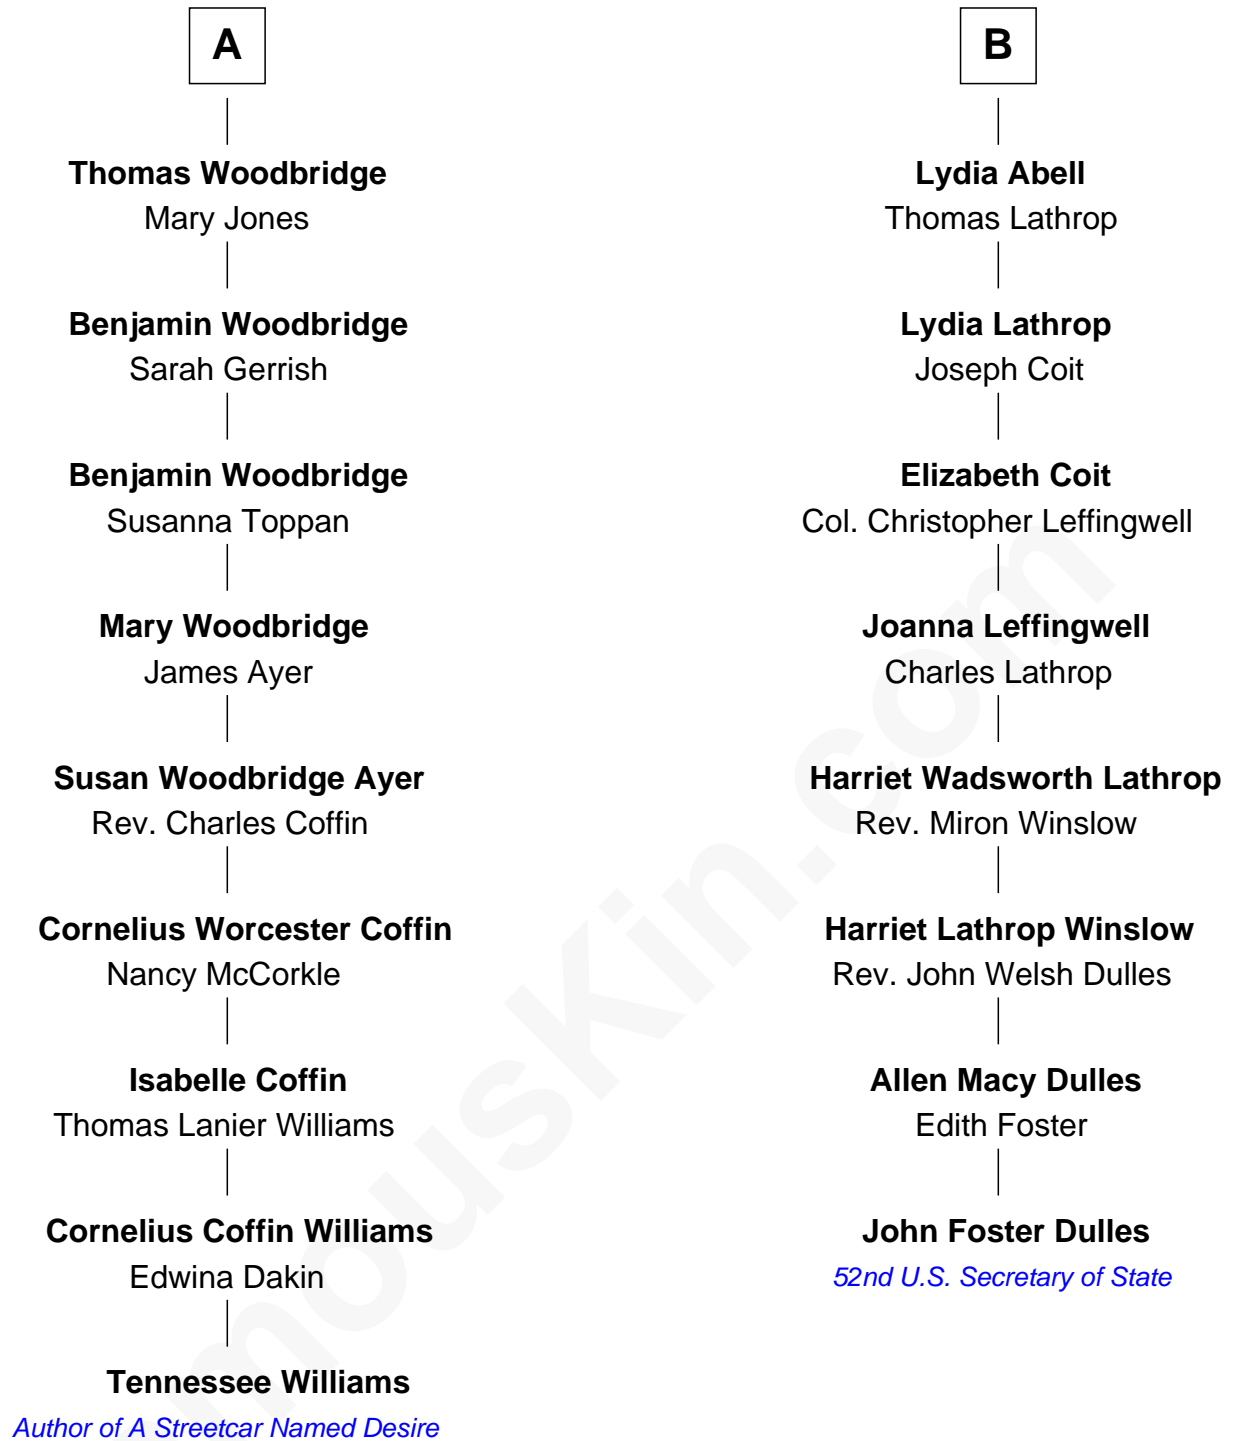 A
Thomas Woodbridge
Mary Jones
Benjamin Woodbridge
Sarah Gerrish
Benjamin Woodbridge
Susanna Toppan
Mary Woodbridge
James Ayer
Susan Woodbridge Ayer
Rev. Charles Coffin
Cornelius Worcester Coffin
Nancy McCorkle
Isabelle Coffin
Thomas Lanier Williams
Cornelius Coffin Williams
Edwina Dakin
Tennessee Williams
Author of A Streetcar Named Desire
B
Lydia Abell
Thomas Lathrop
Lydia Lathrop
Joseph Coit
Elizabeth Coit
Col. Christopher Leffingwell
Joanna Leffingwell
Charles Lathrop
Harriet Wadsworth Lathrop
Rev. Miron Winslow
Harriet Lathrop Winslow
Rev. John Welsh Dulles
Allen Macy Dulles
Edith Foster
John Foster Dulles
52nd U.S. Secretary of State
mousKin.com